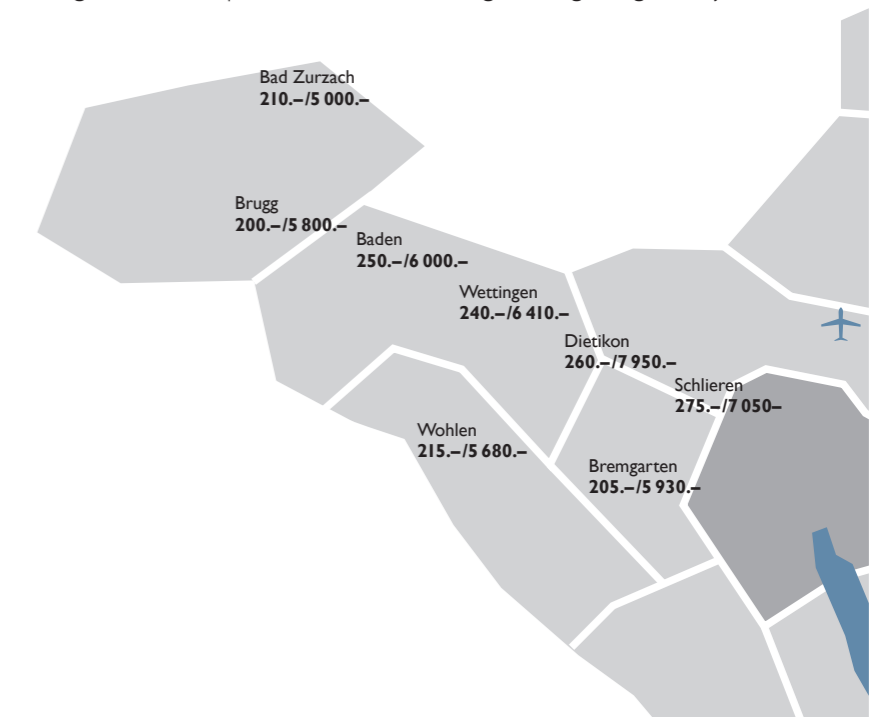 Bad Zurzach
210.–/5 000.–
Brugg
200.–/5 800.–
Baden
250.–/6 000.–
Wettingen
240.–/6 410.–
Dietikon
260.–/7 950.–
Schlieren
275.–/7 050–
Wohlen
215.–/5 680.–
Bremgarten
205.–/5 930.–